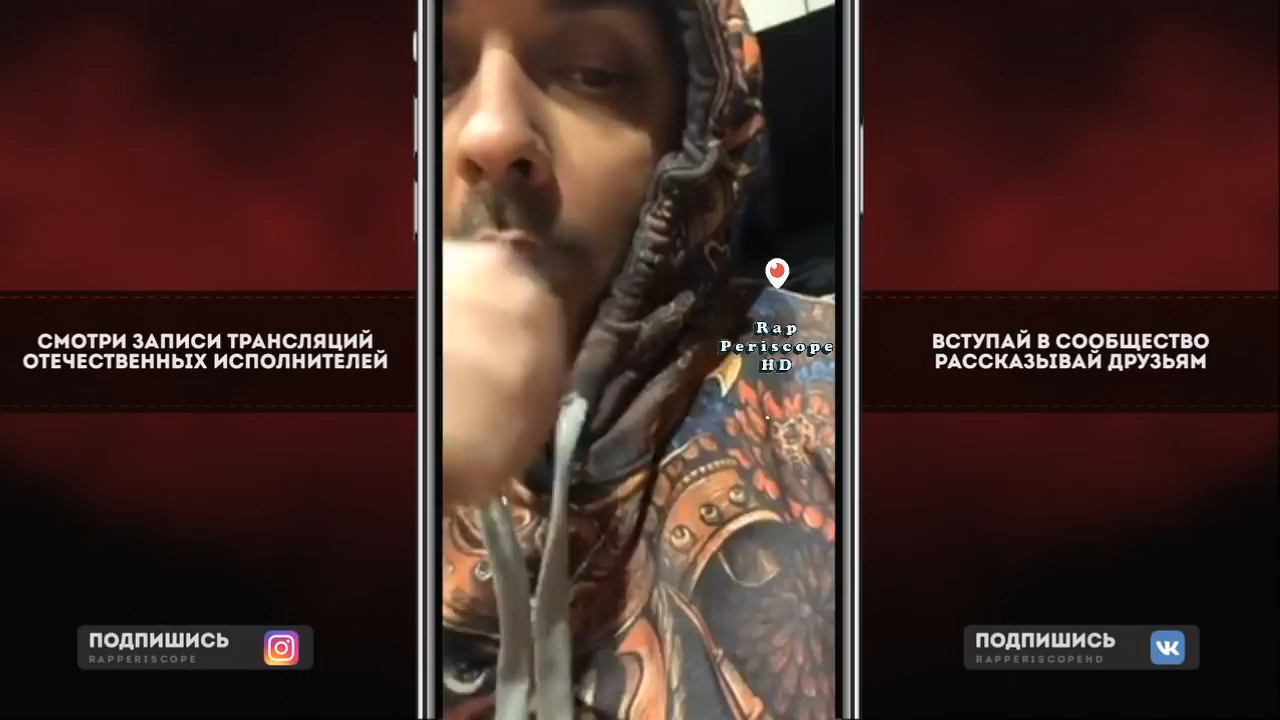 СМОТРИ ЗАПИСИ ТРАНСЛЯЦИЙ
ОТЕЧЕСТВЕННЫХ ИСПОЛНИТЕЛЕЙ
Rap
Periscope
HD
ВСТУПАЙ В СООБЩЕСТВО
РАССКАЗЫВАЙ ДРУЗЬЯМ
ПОДПИШИСЬ
RAPPERISCOPE
ПОДПИШИСЬ
RAPPERISCOPEHD